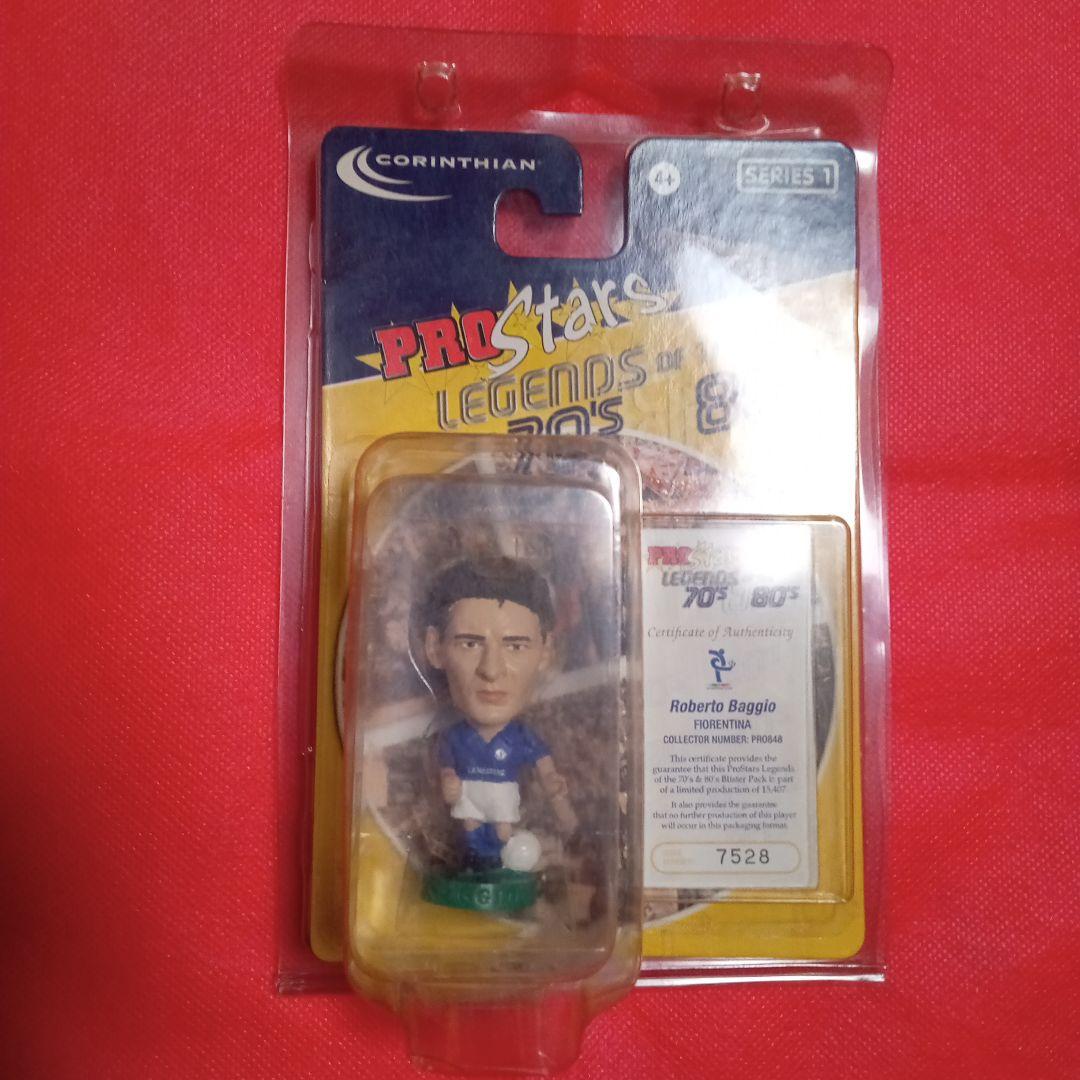 CORINTHIAN
4+
SERIES 1
PROStars
LEGENDS OF
70'S
8
PRO
LEGENDS
70'S & 80'S
Certificate of Authenticity
Roberto Baggio
FIORENTINA
COLLECTOR NUMBER: PRO848
This certificate provides the
guarantee that this ProStars Legends
of the 70's & 80's Blister Pack is part
of a limited production of 15,407
It also provides the guarantee
that no further production of this player
will occur in this packaging format.
7528